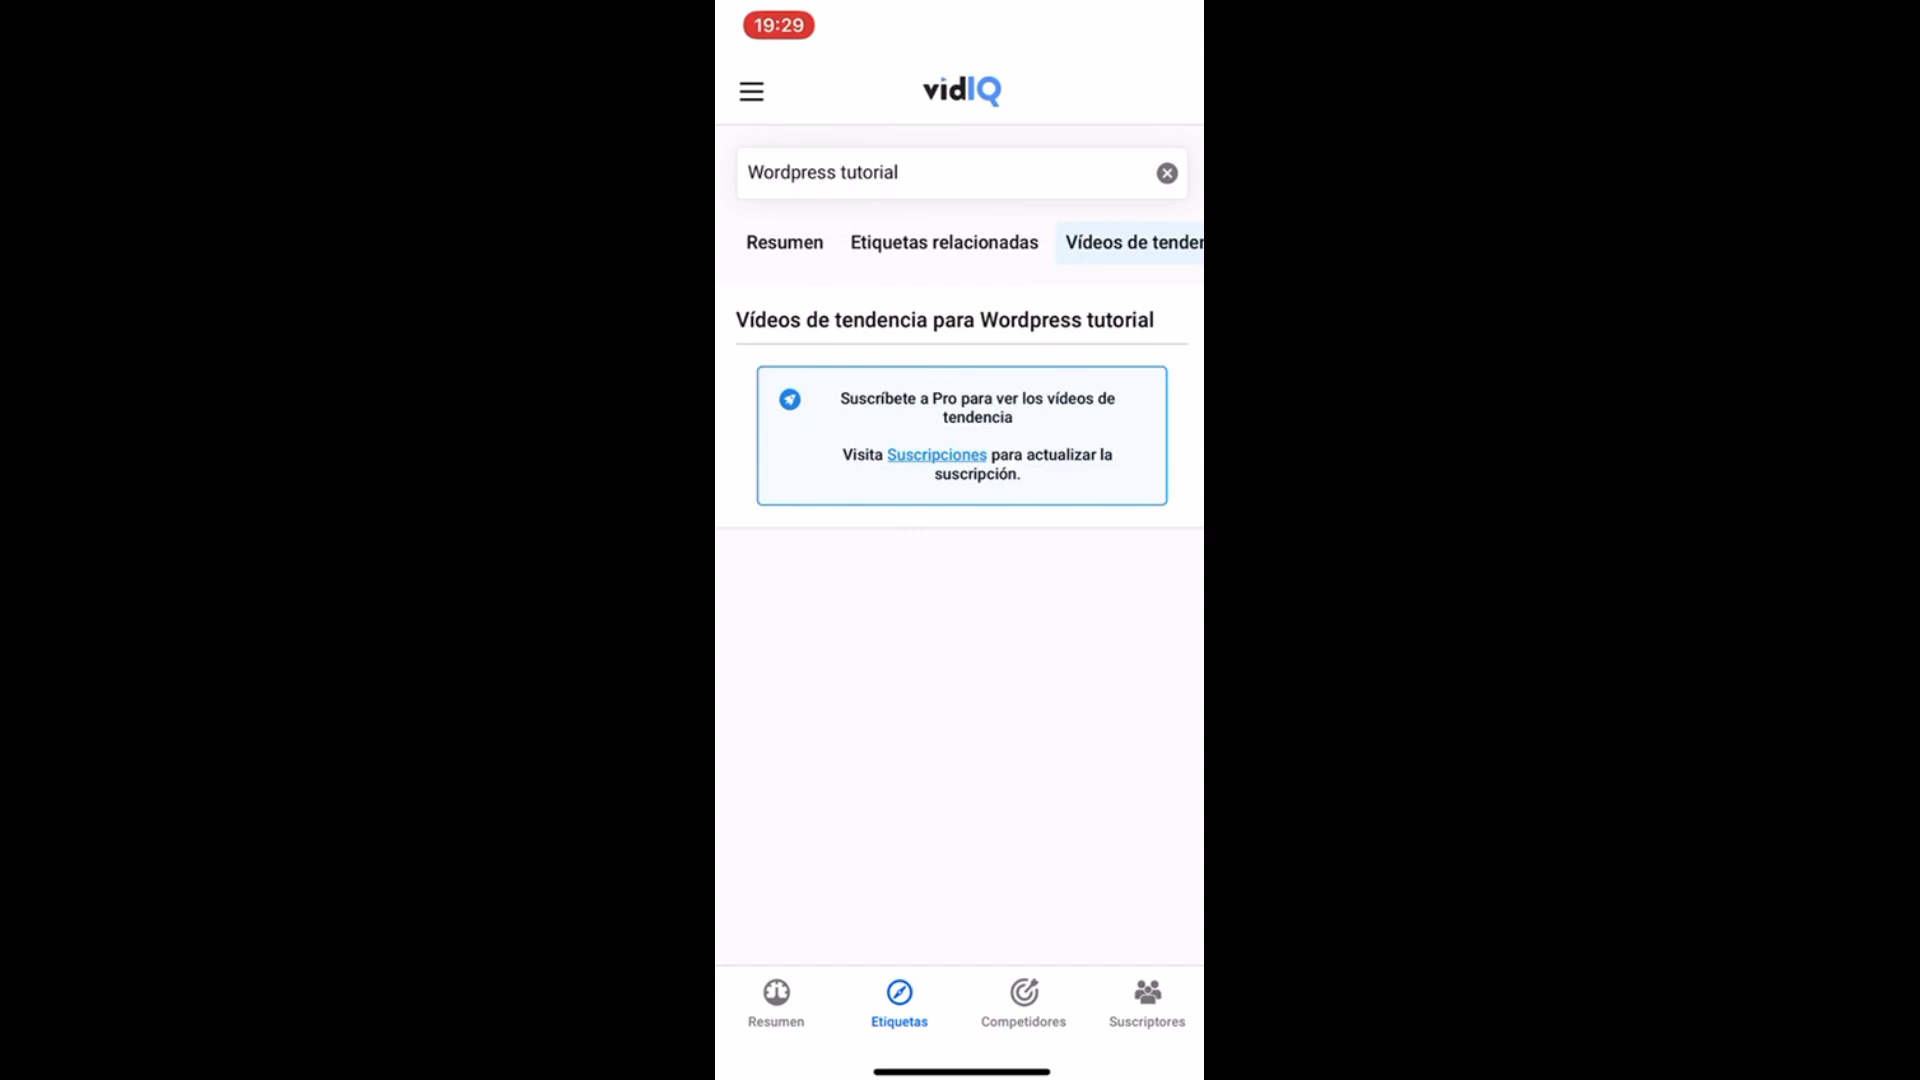 19:29
vidIQ
Wordpress tutorial
Resumen Etiquetas relacionadas Vídeos de tenden
Vídeos de tendencia para Wordpress tutorial
Suscríbete a Pro para ver los vídeos de
tendencia
Visita Suscripciones para actualizar la
suscripción.
Resumen Etiquetas Competidores Suscriptores